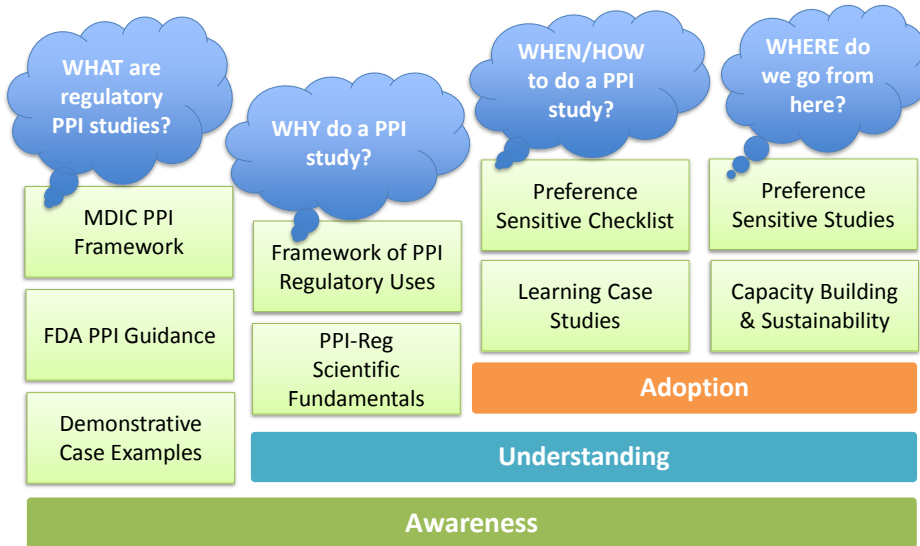 WHAT are
regulatory
PPI studies?
MDIC PPI
Framework
FDA PPI Guidance
Demonstrative
Case Examples
WHY do a PPI
study?
Framework of PPI
Regulatory Uses
PPI-Reg
Scientific
Fundamentals
WHEN/HOW
to do a PPI
study?
Preference
Sensitive Checklist
Learning Case
Studies
WHERE do
we go from
here?
Preference
Sensitive Studies
Capacity Building
& Sustainability
Adoption
Understanding
Awareness